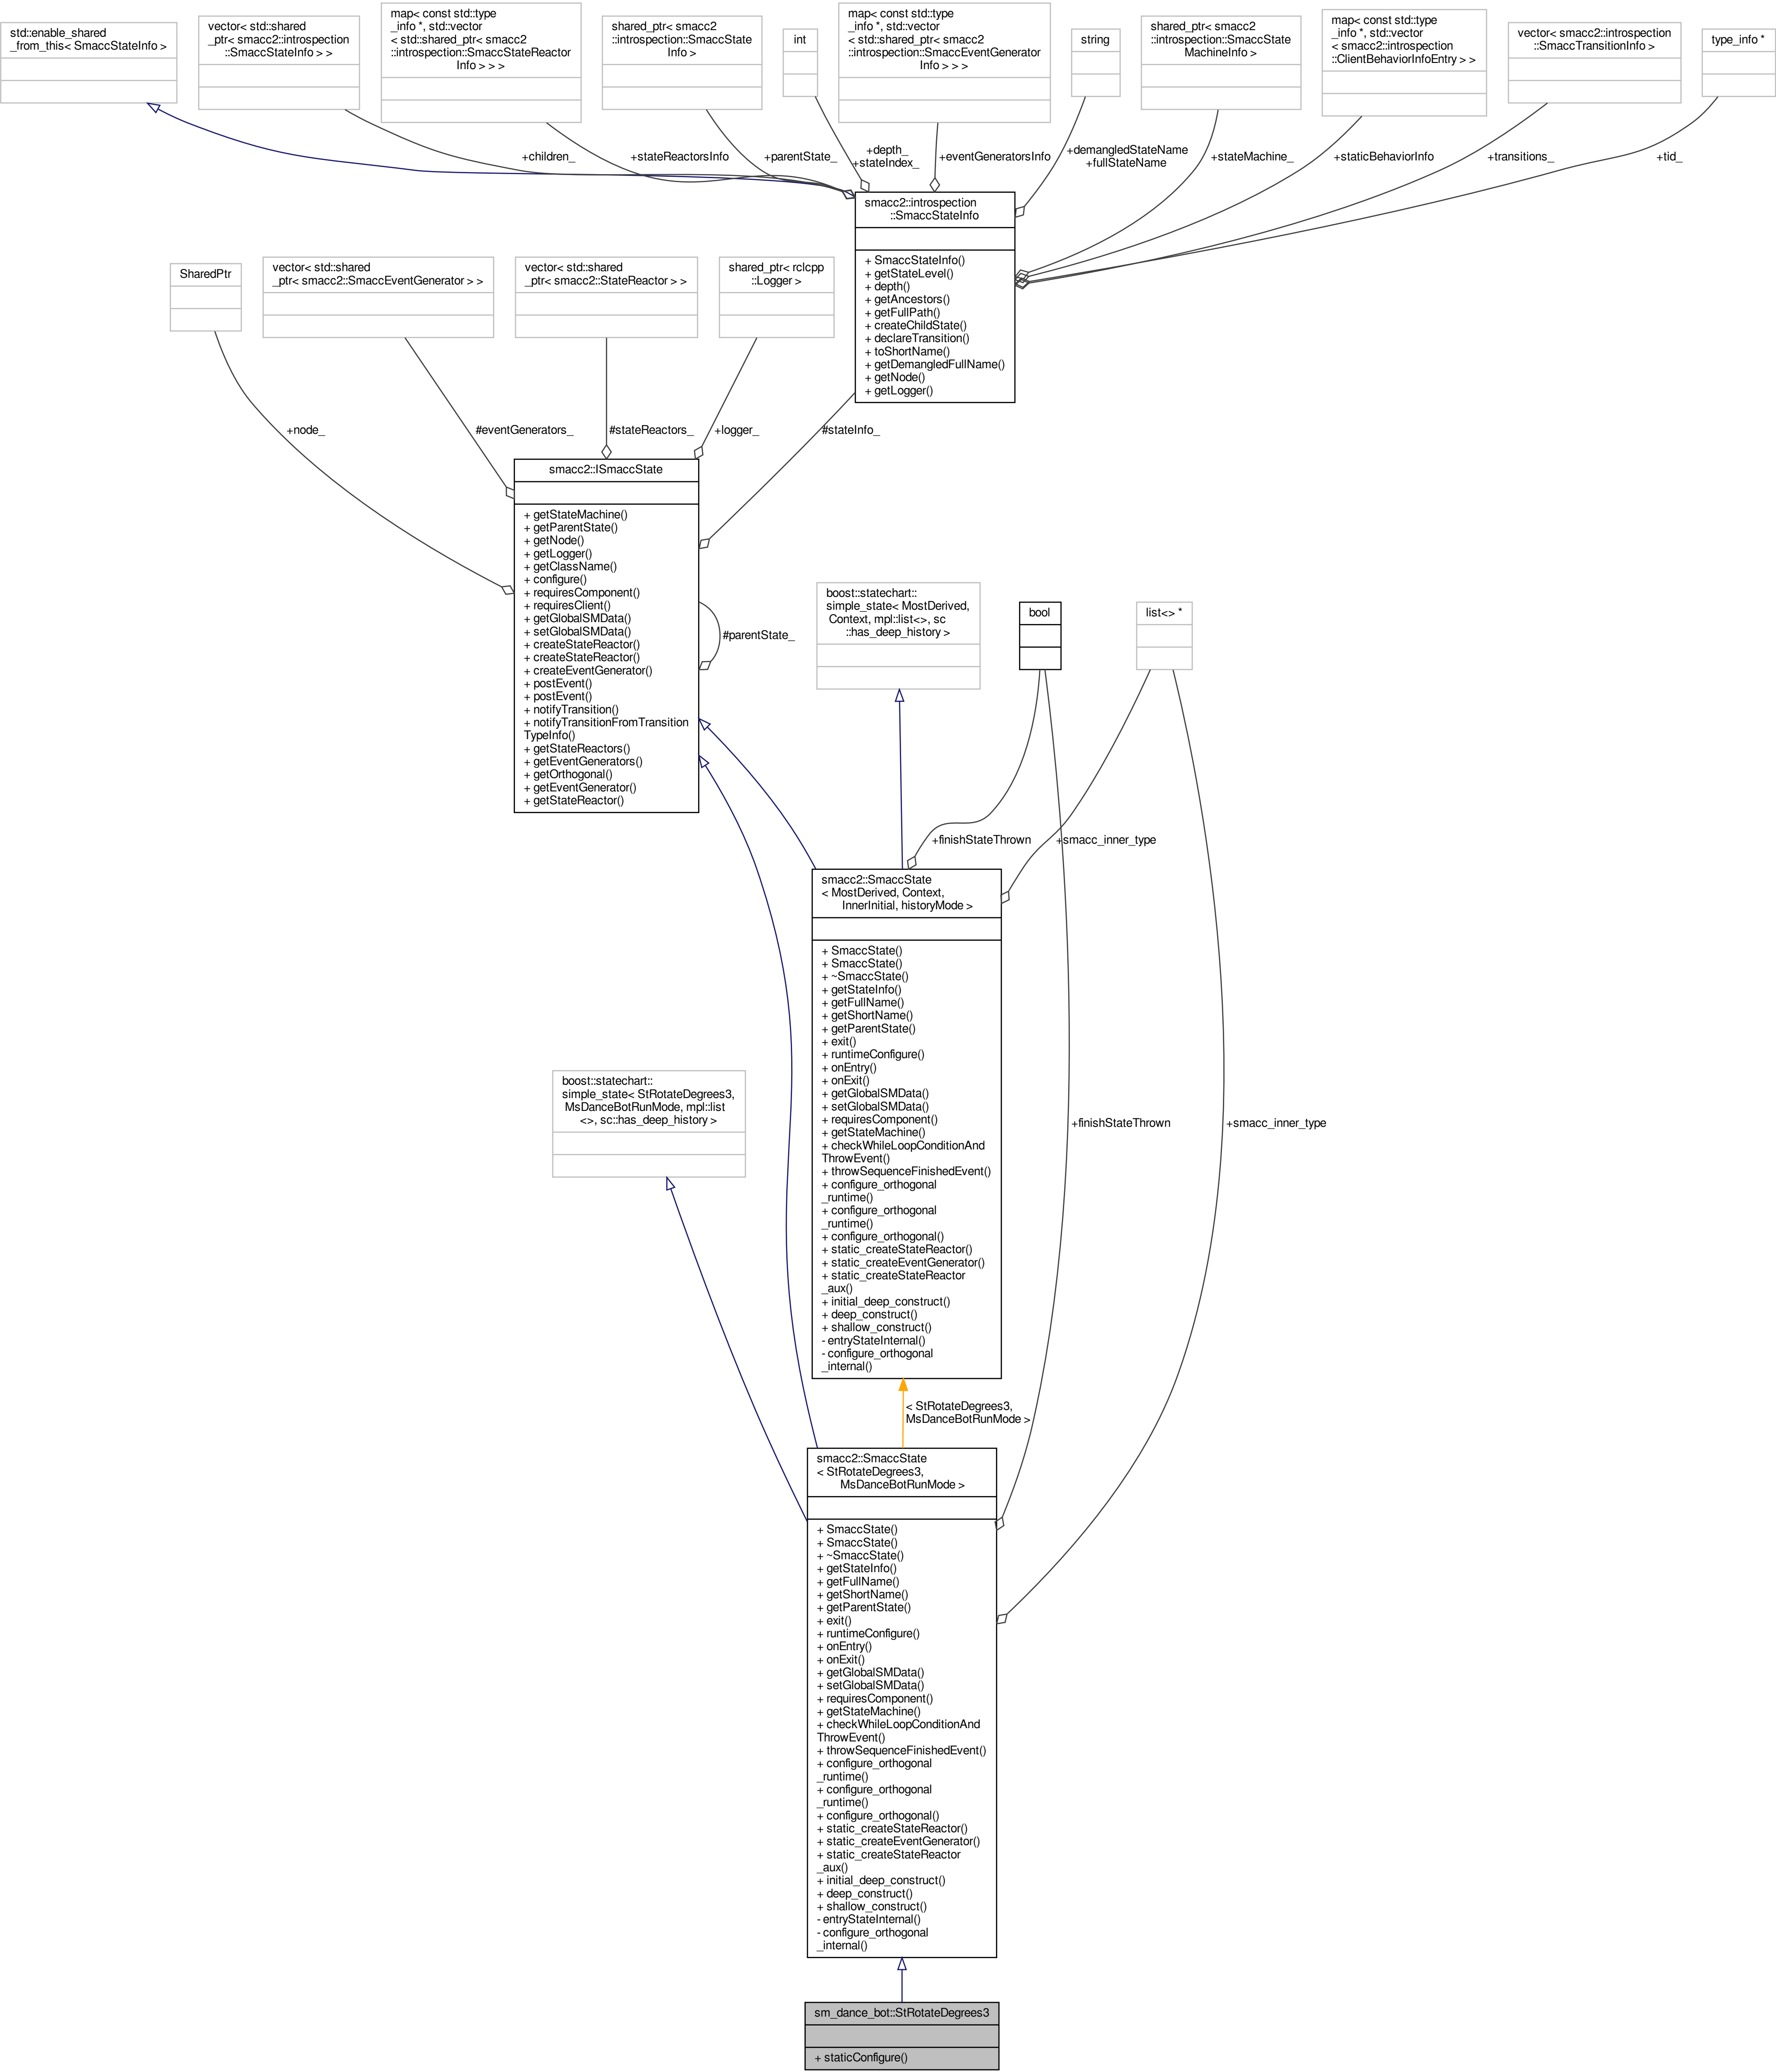 std::enable_shared
_from_this< SmaccStateInfo >
vector< std::shared
_ptr< smacc2::introspection
::SmaccStateInfo > >
map< const std::type
_info *, std::vector
< std::shared_ptr< smacc2
::introspection::SmaccStateReactor
Info > > >
shared_ptr< smacc2
::introspection::SmaccState
Info >
int
map< const std::type
_info *, std::vector
< std::shared_ptr< smacc2
::introspection::SmaccEventGenerator
Info > > >
string
shared_ptr< smacc2
::introspection::SmaccState
MachineInfo >
map< const std::type
_info *, std::vector
< smacc2::introspection
::ClientBehaviorInfoEntry > >
vector< smacc2::introspection
::SmaccTransitionInfo >
type_info *
+children_
+stateReactorsInfo
+parentState_
+depth_
+stateIndex_
+eventGeneratorsInfo
+demangledStateName
+fullStateName
+stateMachine_
+staticBehaviorInfo
+transitions_
+tid_
smacc2::introspection
::SmaccStateInfo
+ SmaccStateInfo()
+ getStateLevel()
+ depth()
+ getAncestors()
+ getFullPath()
+ createChildState()
+ declareTransition()
+ toShortName()
+ getDemangledFullName()
+ getNode()
+ getLogger()
SharedPtr
vector< std::shared
_ptr< smacc2::SmaccEventGenerator > >
vector< std::shared
_ptr< smacc2::StateReactor > >
shared_ptr< rclcpp
::Logger >
+node_
#eventGenerators_
#stateReactors_
+logger_
#stateInfo_
smacc2::ISmaccState
+ getStateMachine()
+ getParentState()
+ getNode()
+ getLogger()
+ getClassName()
+ configure()
+ requiresComponent()
+ requiresClient()
+ getGlobalSMData()
+ setGlobalSMData()
+ createStateReactor()
+ createStateReactor()
+ createEventGenerator()
+ postEvent()
+ postEvent()
+ notifyTransition()
+ notifyTransitionFromTransition
TypeInfo()
+ getStateReactors()
+ getEventGenerators()
+ getOrthogonal()
+ getEventGenerator()
+ getStateReactor()
#parentState_
boost::statechart::
simple_state< MostDerived,
Context, mpl::list<>, sc
::has_deep_history >
bool
list<> *
+finishStateThrown
+smacc_inner_type
smacc2::SmaccState
< MostDerived, Context,
InnerInitial, historyMode >
+ SmaccState()
+ SmaccState()
+ ~SmaccState()
+ getStateInfo()
+ getFullName()
+ getShortName()
+ getParentState()
+ exit()
+ runtimeConfigure()
+ onEntry()
+ onExit()
+ getGlobalSMData()
+ setGlobalSMData()
+ requiresComponent()
+ getStateMachine()
+ checkWhileLoopConditionAnd
ThrowEvent()
+ throwSequenceFinishedEvent()
+ configure_orthogonal
_runtime()
+ configure_orthogonal
_runtime()
+ configure_orthogonal()
+ static_createStateReactor()
+ static_createEventGenerator()
+ static_createStateReactor
_aux()
+ initial_deep_construct()
+ deep_construct()
+ shallow_construct()
- entryStateInternal()
- configure_orthogonal
_internal()
boost::statechart::
simple_state< StRotateDegrees3,
MsDanceBotRunMode, mpl::list
<>, sc::has_deep_history >
+finishStateThrown
+smacc_inner_type
< StRotateDegrees3,
MsDanceBotRunMode >
smacc2::SmaccState
< StRotateDegrees3,
MsDanceBotRunMode >
+ SmaccState()
+ SmaccState()
+ ~SmaccState()
+ getStateInfo()
+ getFullName()
+ getShortName()
+ getParentState()
+ exit()
+ runtimeConfigure()
+ onEntry()
+ onExit()
+ getGlobalSMData()
+ setGlobalSMData()
+ requiresComponent()
+ getStateMachine()
+ checkWhileLoopConditionAnd
ThrowEvent()
+ throwSequenceFinishedEvent()
+ configure_orthogonal
_runtime()
+ configure_orthogonal
_runtime()
+ configure_orthogonal()
+ static_createStateReactor()
+ static_createEventGenerator()
+ static_createStateReactor
_aux()
+ initial_deep_construct()
+ deep_construct()
+ shallow_construct()
- entryStateInternal()
- configure_orthogonal
_internal()
sm_dance_bot::StRotateDegrees3
+ staticConfigure()